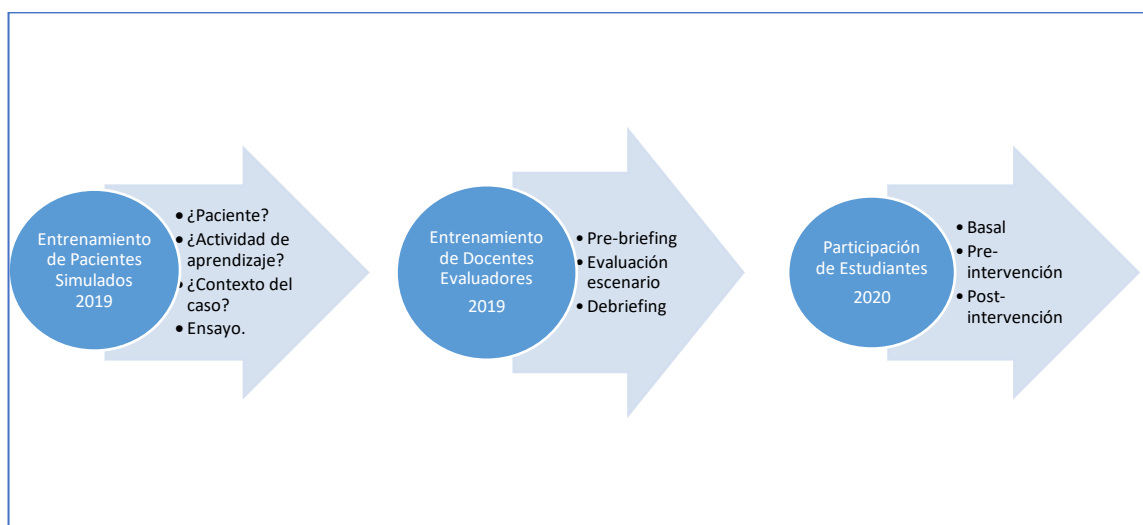 Entrenamiento
de Pacientes
Simulados
2019
• ¿Paciente?
• ¿Actividad de
aprendizaje?
• ¿Contexto del
caso?
• Ensayo.
Entrenamiento
de Docentes
Evaluadores
2019
• Pre-briefing
• Evaluación
escenario
• Debriefing
Participación
de Estudiantes
2020
• Basal
• Pre-
intervención
• Post-
intervención